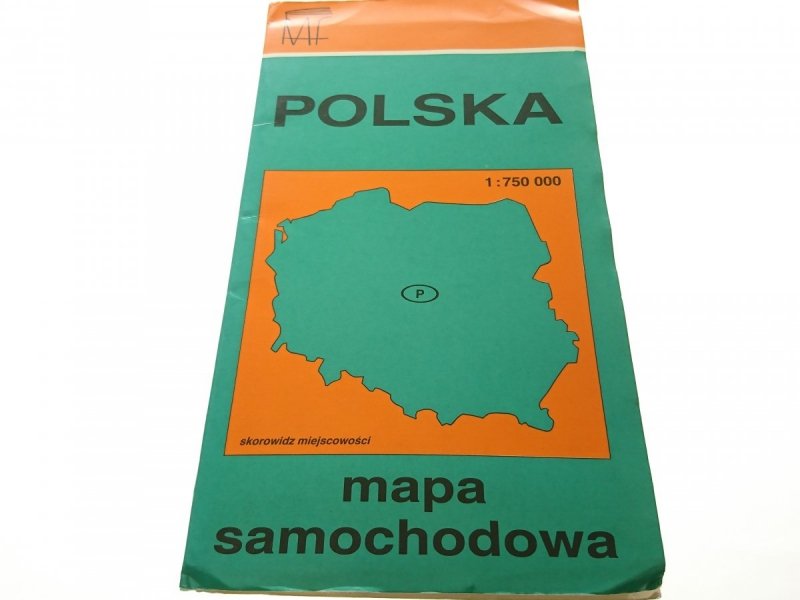 POLSKA
1 : 750 000
P
skorowidz miejscowości
mapa
samochodowa